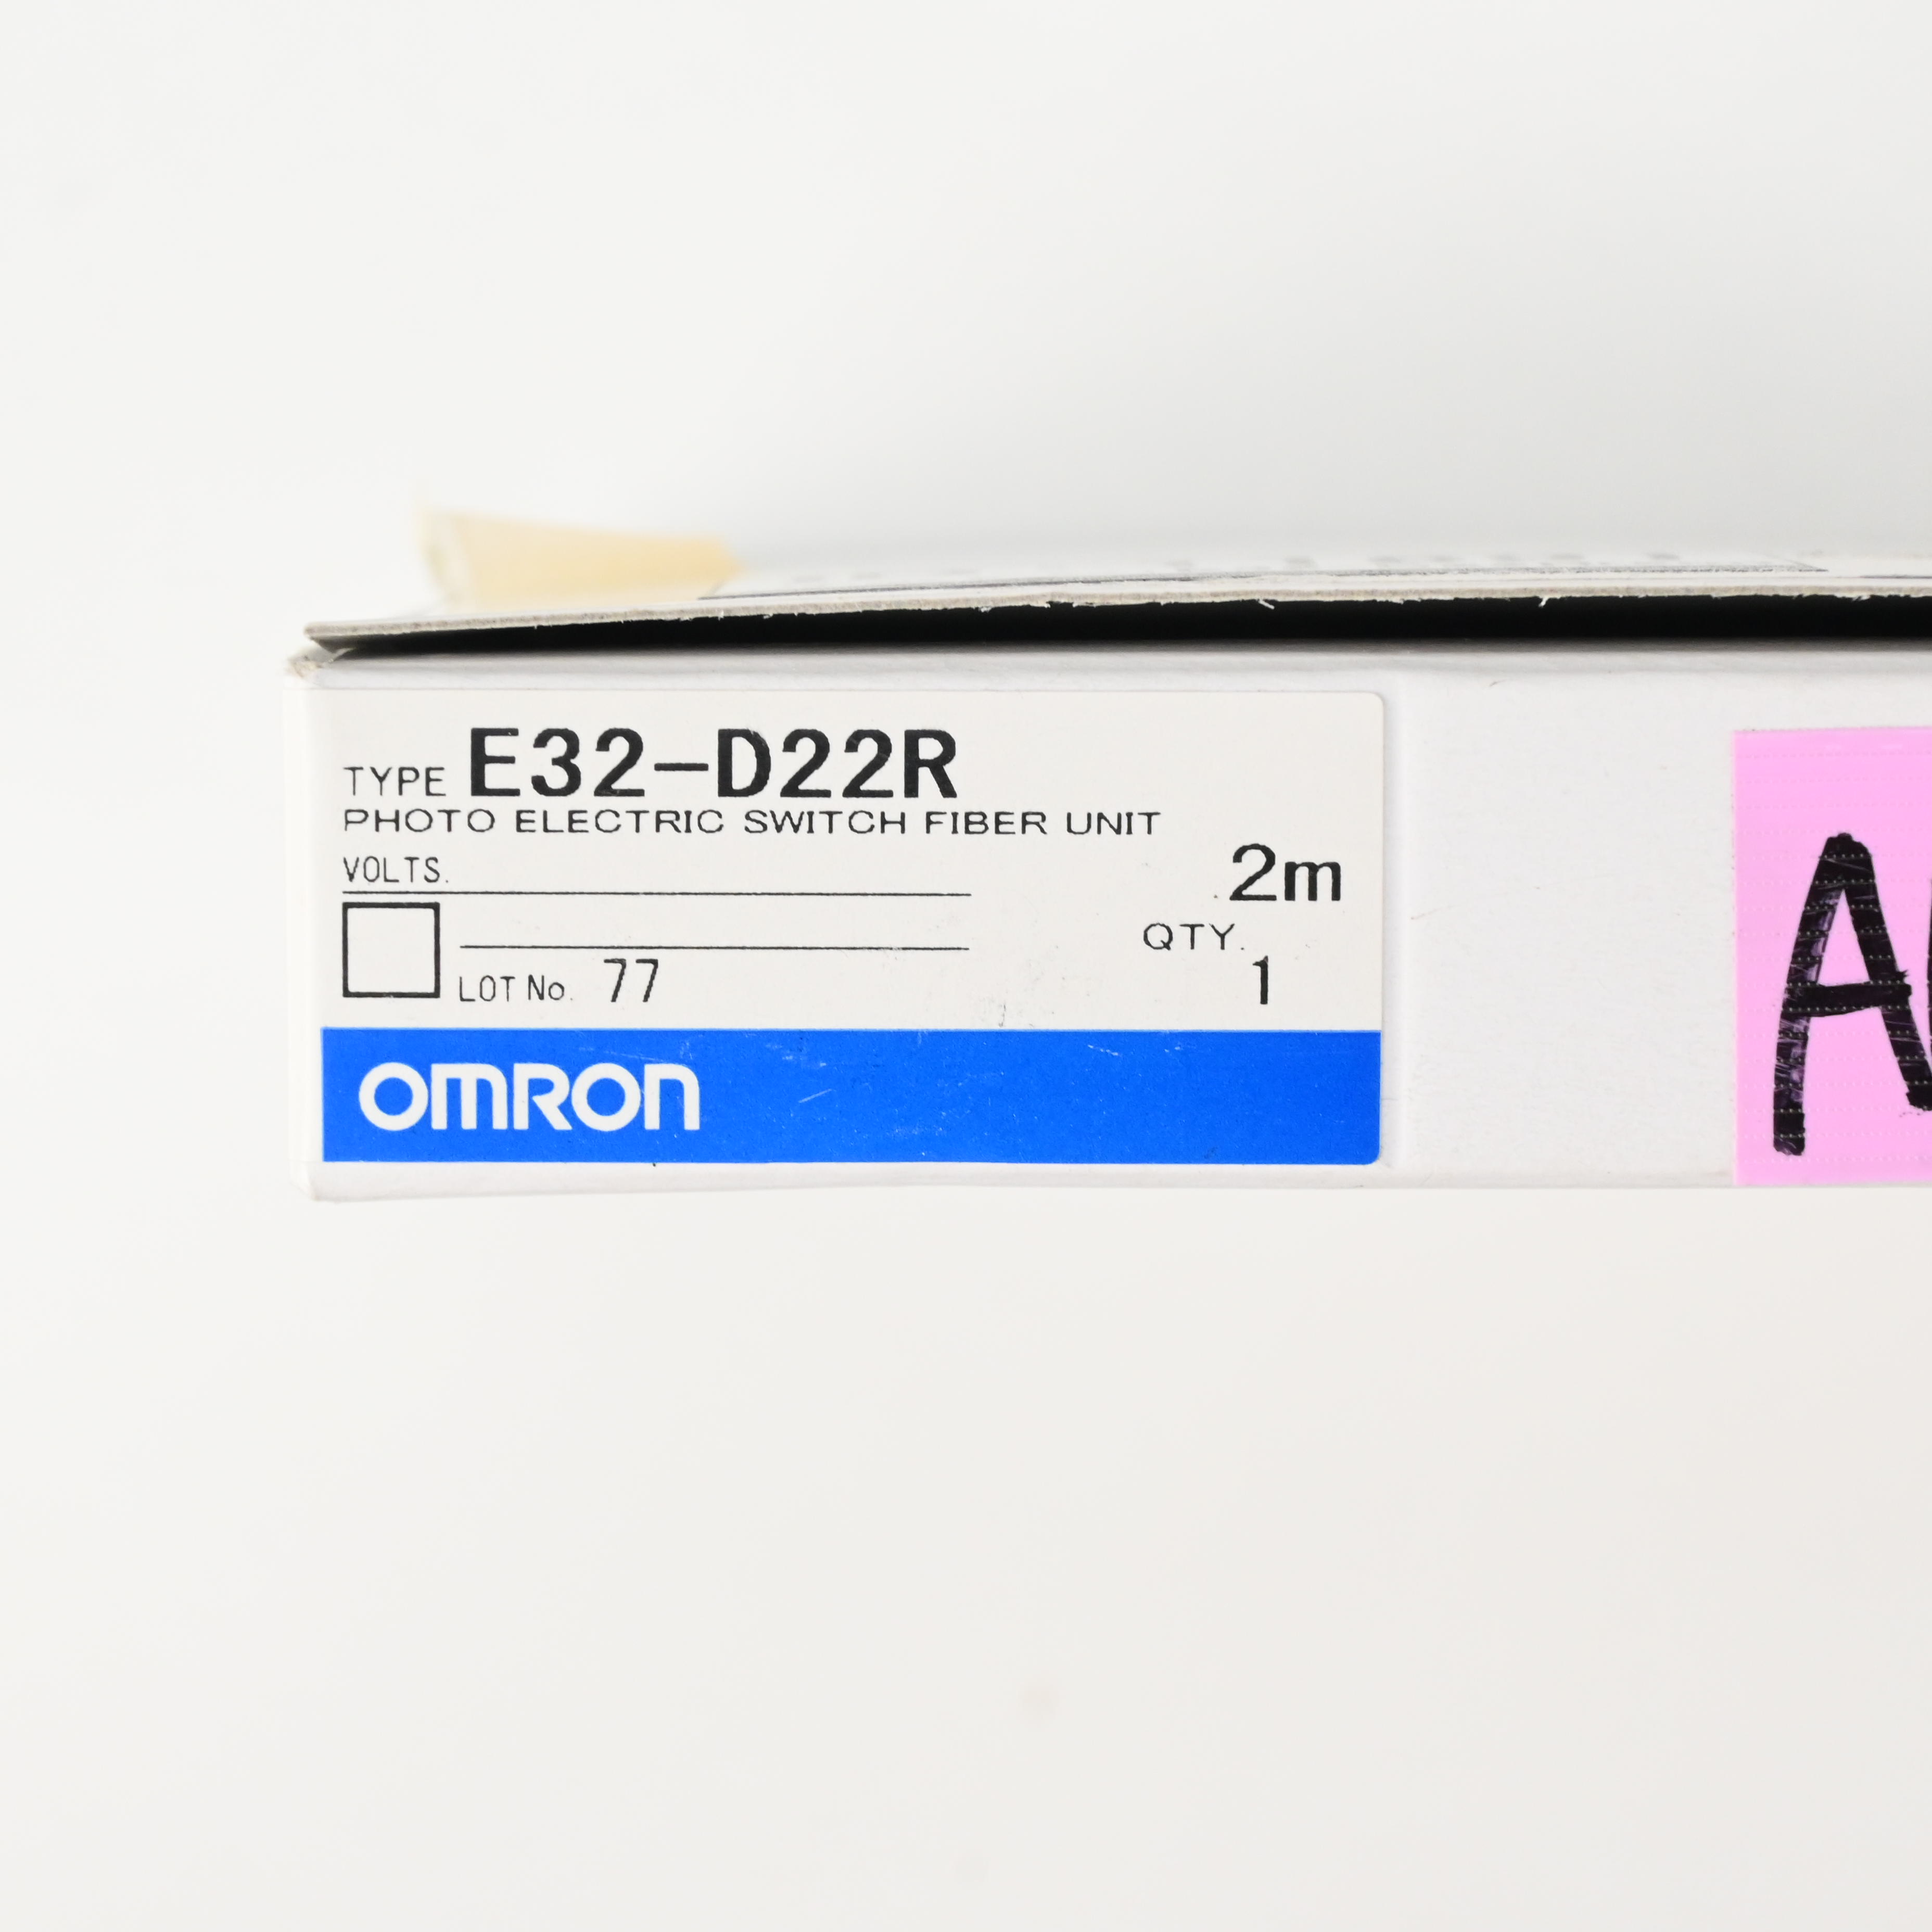 TYPE E32-D22R
PHOTO ELECTRIC SWITCH FIBER UNIT
VOLTS.
2m
QTY.
LOT No. 77
1
OMRON